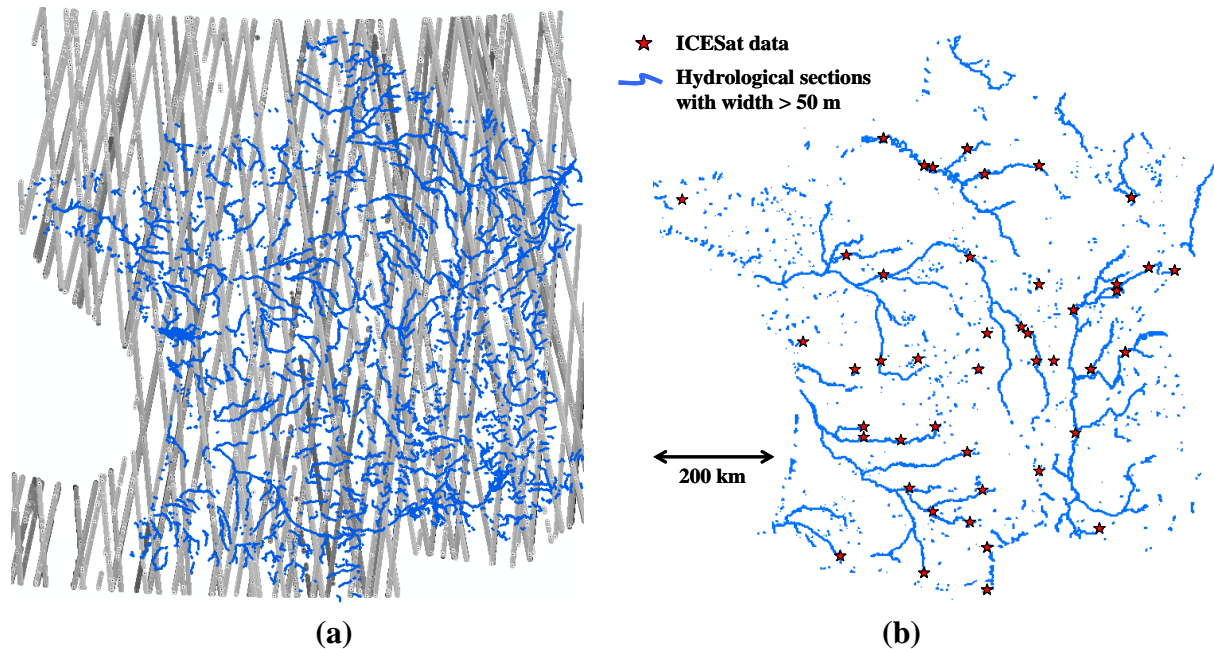 ICESat data
Hydrological sections
with width > 50 m
200 km
(a)
(b)